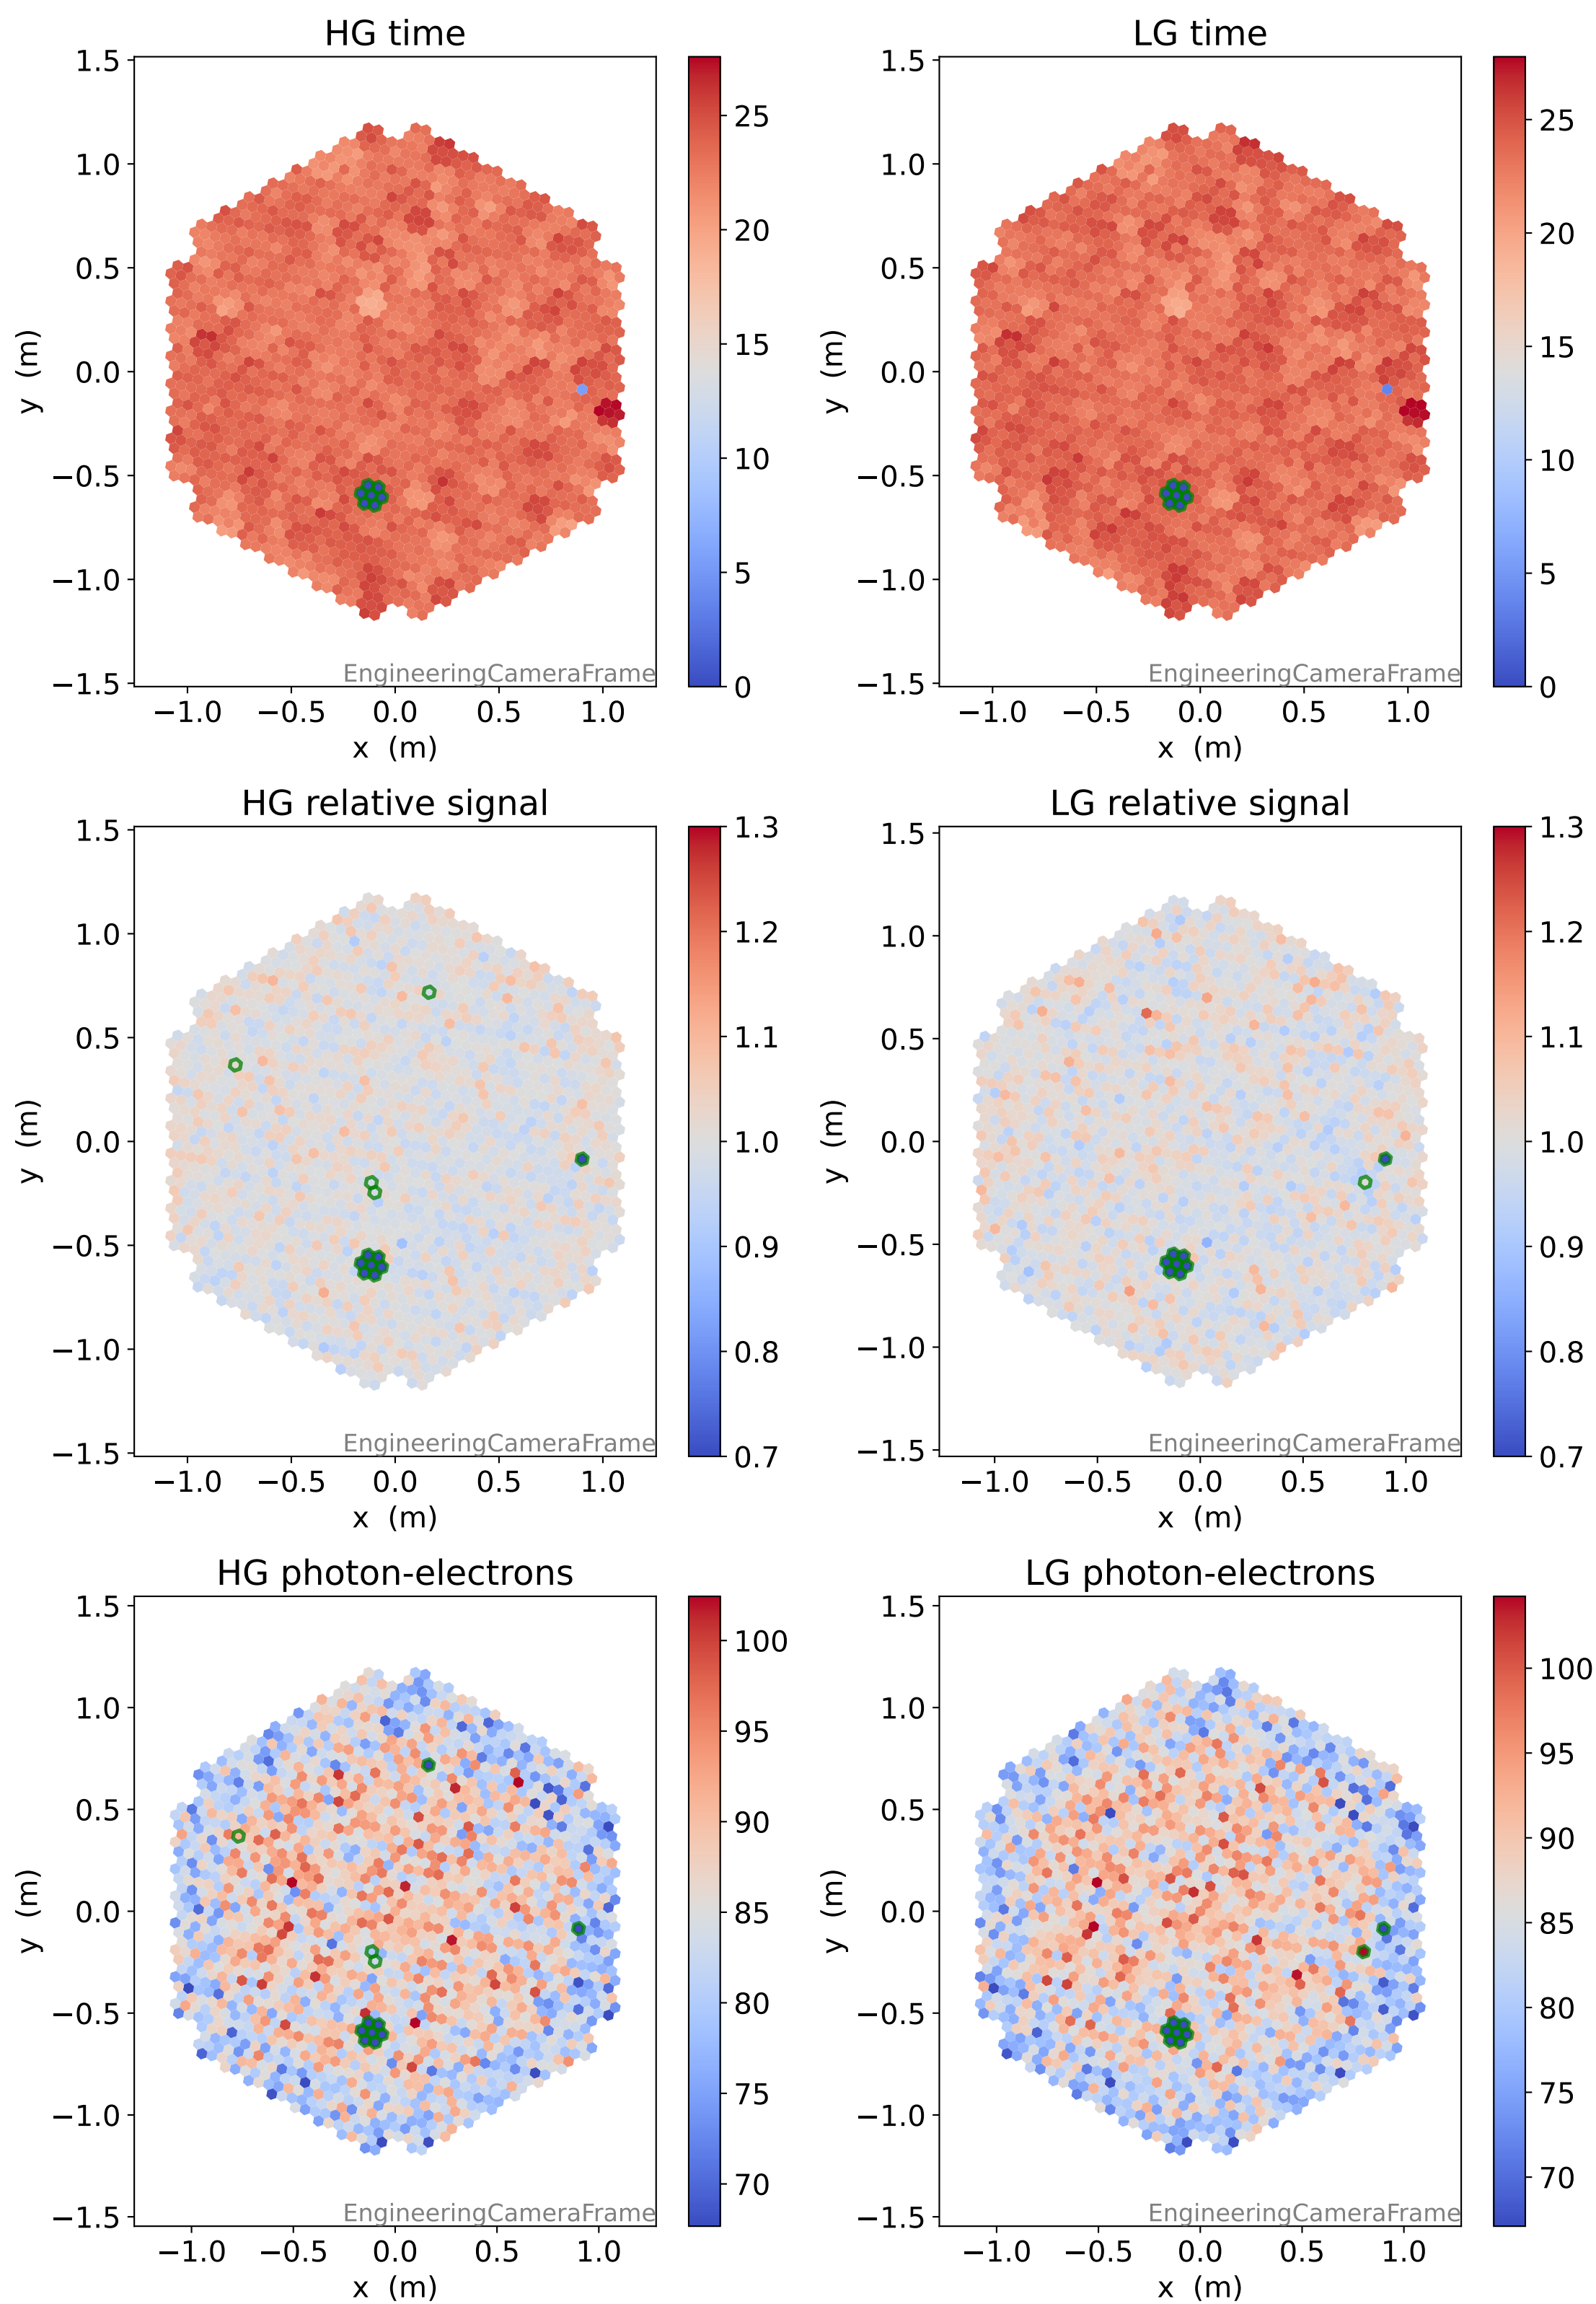 HG time
LG time
1.5
1.0
0.5
0.0
−0.5
−1.0
−1.5
y (m)
−1.0 −0.5 0.0 0.5 1.0
x (m)
EngineeringCameraFrame
25
20
15
10
5
0
1.5
1.0
0.5
0.0
−0.5
−1.0
−1.5
y (m)
−1.0 −0.5 0.0 0.5 1.0
x (m)
EngineeringCameraFrame
25
20
15
10
5
0
HG relative signal
LG relative signal
1.5
1.0
0.5
0.0
−0.5
−1.0
−1.5
y (m)
−1.0 −0.5 0.0 0.5 1.0
x (m)
EngineeringCameraFrame
1.3
1.2
1.1
1.0
0.9
0.8
0.7
1.5
1.0
0.5
0.0
−0.5
−1.0
−1.5
y (m)
−1.0 −0.5 0.0 0.5 1.0
x (m)
EngineeringCameraFrame
1.3
1.2
1.1
1.0
0.9
0.8
0.7
HG photon-electrons
LG photon-electrons
1.5
1.0
0.5
0.0
−0.5
−1.0
−1.5
y (m)
−1.0 −0.5 0.0 0.5 1.0
x (m)
EngineeringCameraFrame
100
95
90
85
80
75
70
1.5
1.0
0.5
0.0
−0.5
−1.0
−1.5
y (m)
−1.0 −0.5 0.0 0.5 1.0
x (m)
EngineeringCameraFrame
100
95
90
85
80
75
70